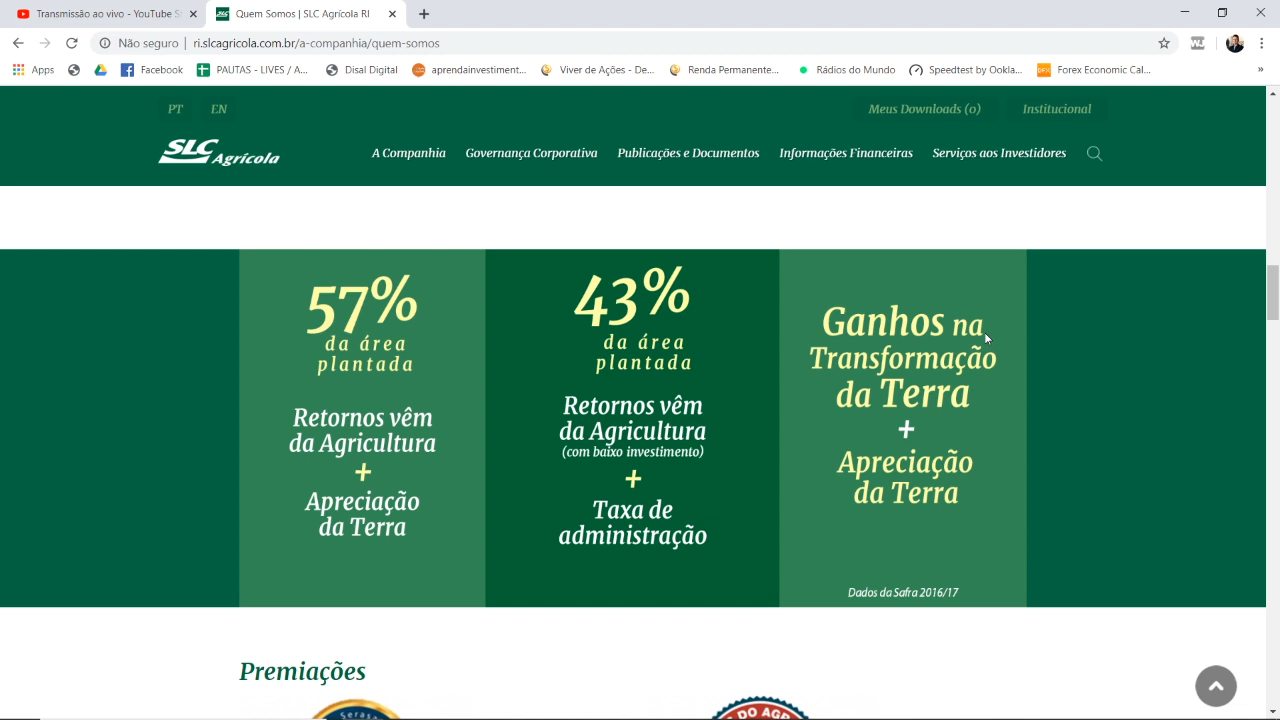 Transmissão ao vivo - YouTube S
Quem Somos | SLC Agrícola RI
Não seguro | ri.slcagricola.com.br/a-companhia/quem-somos
Apps
Facebook
PAUTAS - LIVES / A...
Disal Digital
aprendainvestiment...
Viver de Ações - De...
Renda Permanente...
Rádios do Mundo
Speedtest by Ookla...
Forex Economic Cal...
»
PT EN
Meus Downloads (0) Institucional
SLC Agrícola
A Companhia Governança Corporativa Publicações e Documentos Informações Financeiras Serviços aos Investidores
57%
da área
plantada
Retornos vêm
da Agricultura
+
Apreciação
da Terra
43%
da área
plantada
Retornos vêm
da Agricultura
(com baixo investimento)
+
Taxa de
administração
Ganhos na
Transformação
da Terra
+
Apreciação
da Terra
Dados da Safra 2016/17
Premiações
Seras
DO AGR